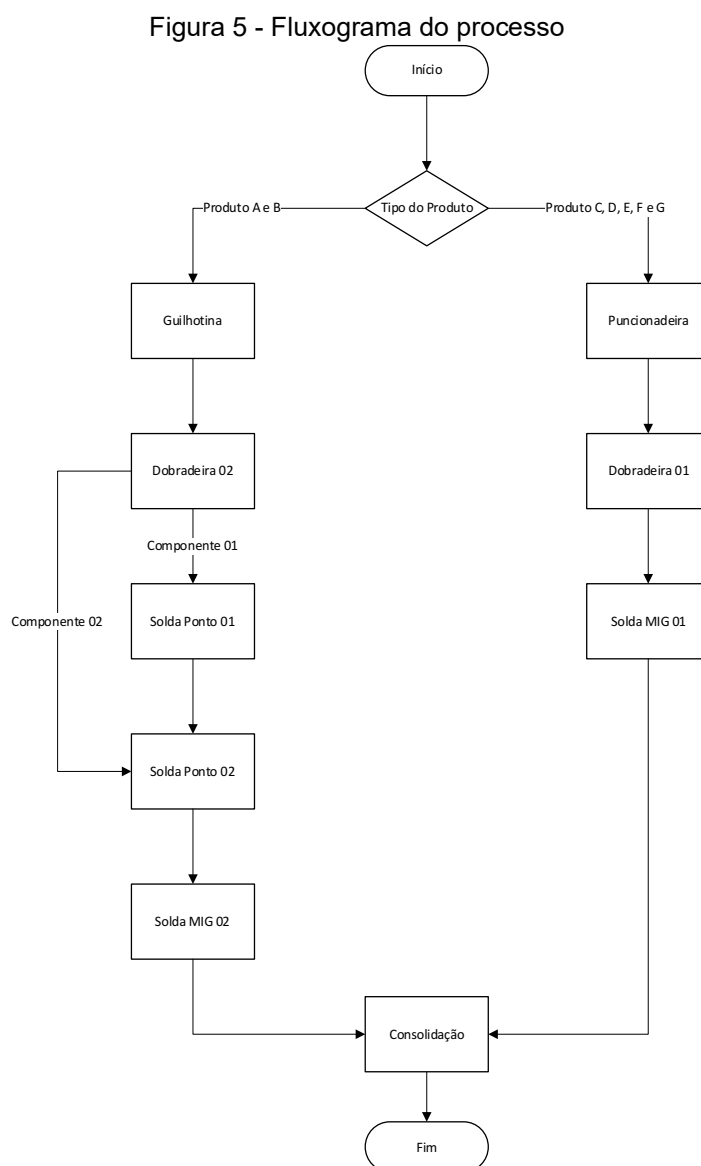 Figura 5 - Fluxograma do processo
Início
Tipo do Produto
Produto A e B
Produto C, D, E, F e G
Guilhotina
Puncionadeira
Dobradeira 02
Dobradeira 01
Componente 01
Componente 02
Solda Ponto 01
Solda MIG 01
Solda Ponto 02
Solda MIG 02
Consolidação
Fim